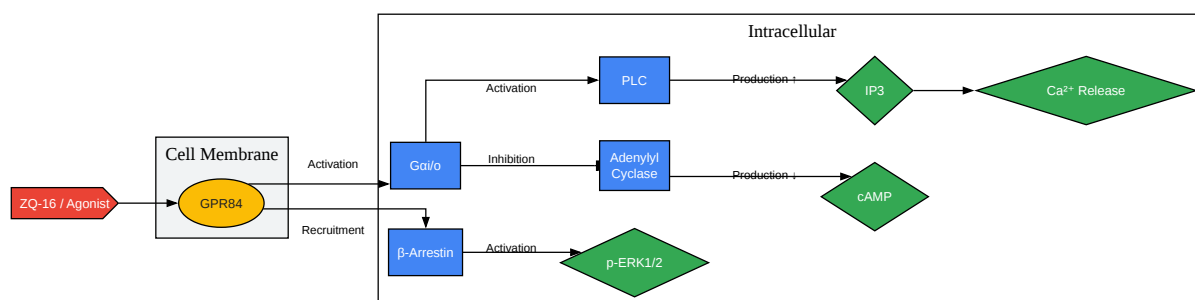 Intracellular
PLC
Production ↑
IP3
Ca²⁺ Release
Activation
Cell Membrane
Activation
Gαi/o
Inhibition
Adenylyl
Cyclase
Production ↓
cAMP
ZQ-16 / Agonist
GPR84
Recruitment
β-Arrestin
Activation
p-ERK1/2